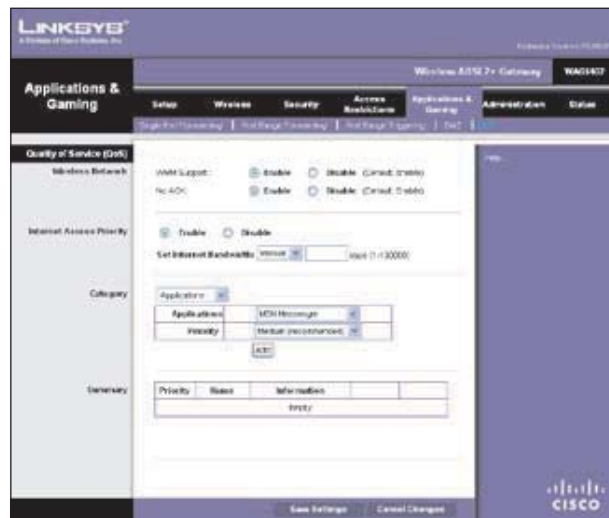 LINKSYS®
A Division of Cisco Systems, Inc.
Wireless ADSL2+ Gateway
Applications & Gaming
Setup Wireless Security Access Restrictions Applications & Gaming Administration Status
Single Port Forwarding | Port Range Forwarding | Port Range Triggering | DMZ |
Quality of Service (QoS)
Wireless Network
WMM Support: Enable Disable (Default: Enable)
No ACK: Enable Disable
Internet Access Priority
Enable Disable
Set Internet Bandwidth Manual
Category
Applications
Applications MSN Messenger
Priority Medium (recommended)
Add
Summary
Priority Name Information
Empty
Save Settings Cancel Changes
CISCO